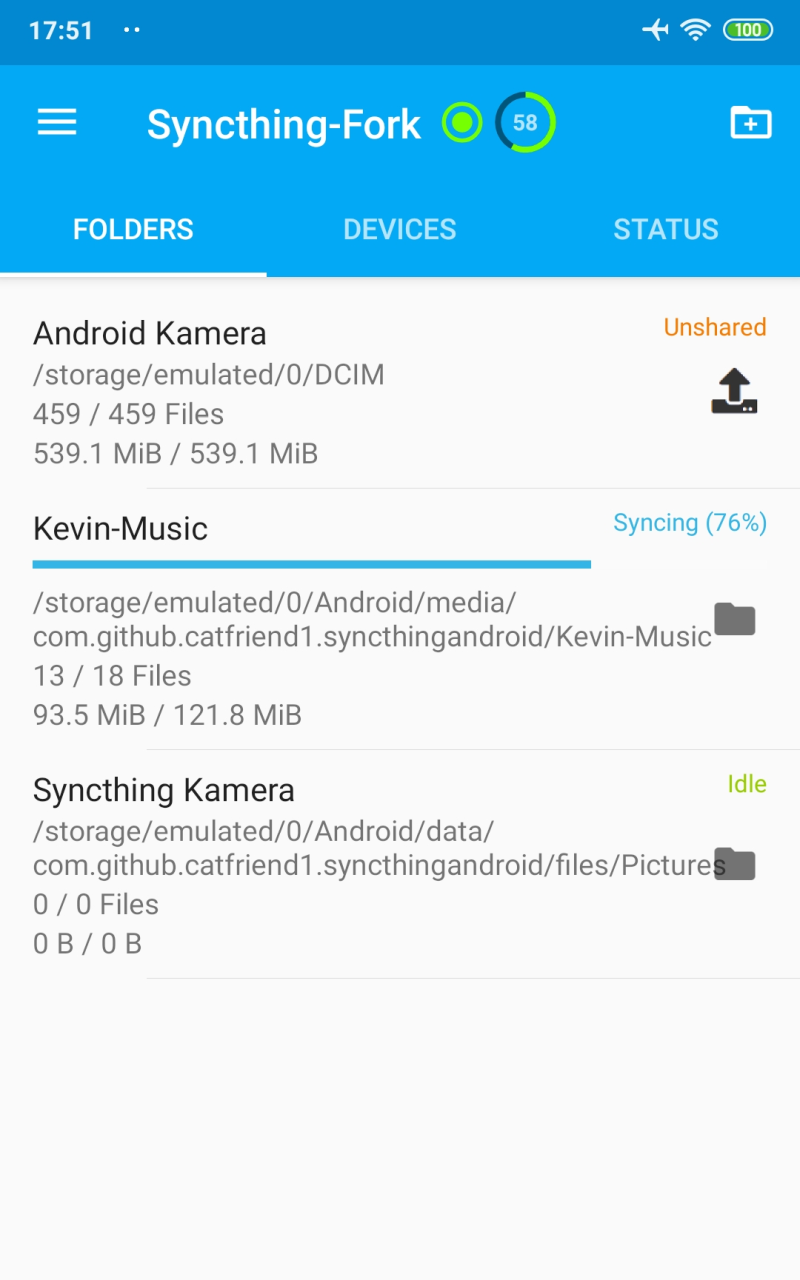 17:51
100
Syncthing-Fork
58
FOLDERS
DEVICES
STATUS
Android Kamera
Unshared
/storage/emulated/0/DCIM
459 / 459 Files
539.1 MiB / 539.1 MiB
Kevin-Music
Syncing (76%)
/storage/emulated/0/Android/media/
com.github.catfriend1.syncthingandroid/Kevin-Music
13 / 18 Files
93.5 MiB / 121.8 MiB
Syncthing Kamera
Idle
/storage/emulated/0/Android/data/
com.github.catfriend1.syncthingandroid/files/Pictures
0 / 0 Files
0 B / 0 B